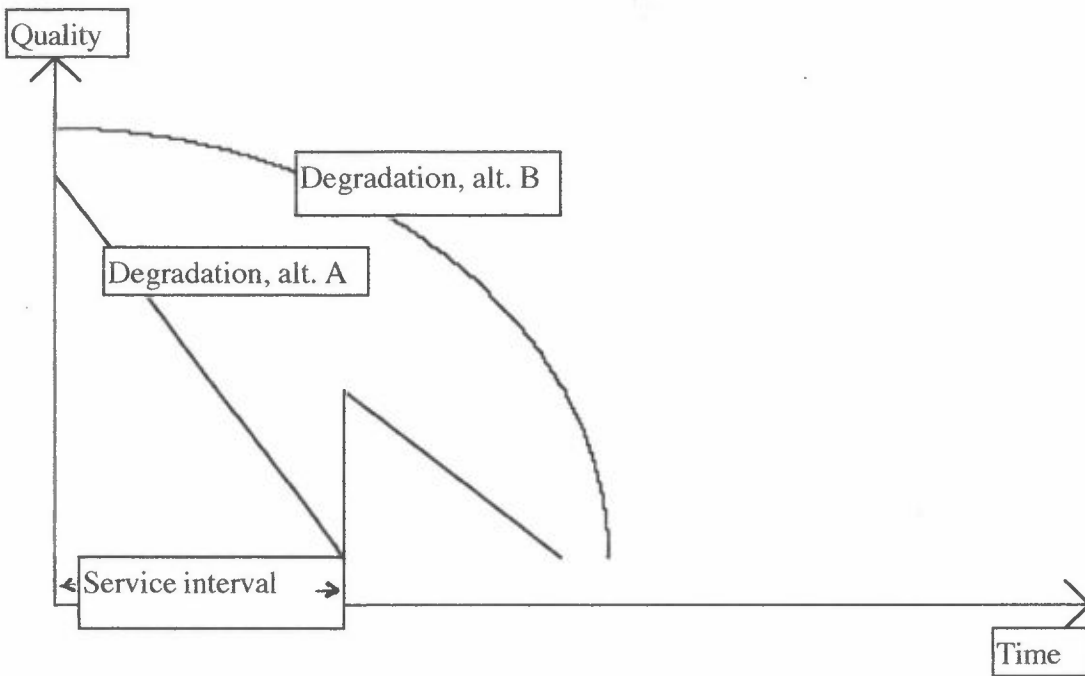 Quality
Degradation, alt. B
Degradation, alt. A
Service interval
Time